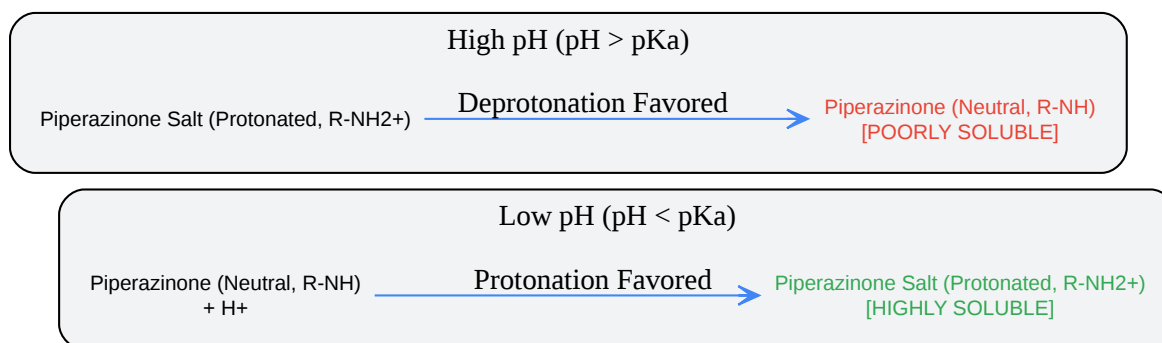 High pH (pH > pKa)
Deprotonation Favored
Piperazinone Salt (Protonated, R-NH2+)
Piperazinone (Neutral, R-NH)
[POORLY SOLUBLE]
Low pH (pH < pKa)
Protonation Favored
Piperazinone (Neutral, R-NH)
+ H+
Piperazinone Salt (Protonated, R-NH2+)
[HIGHLY SOLUBLE]